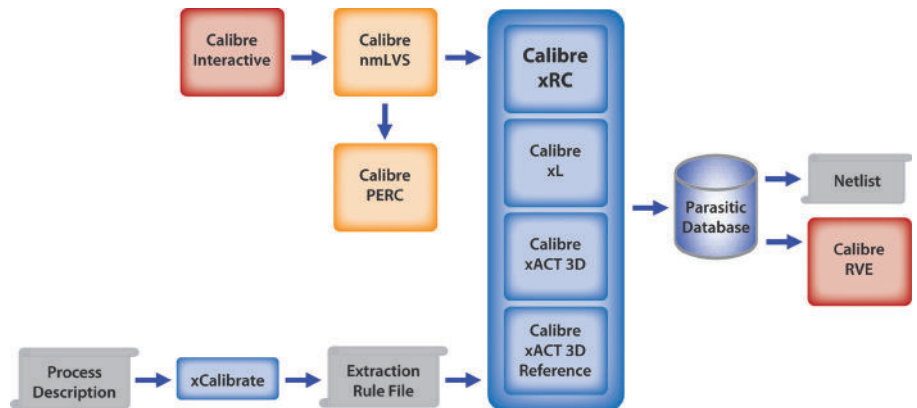 Calibre
Interactive
Calibre
nmLVS
Calibre
xRC
Calibre
PERC
Calibre
xL
Calibre
xACT 3D
Calibre
xACT 3D
Reference
Parasitic
Database
Netlist
Calibre
RVE
Process
Description
xCalibrate
Extraction
Rule File